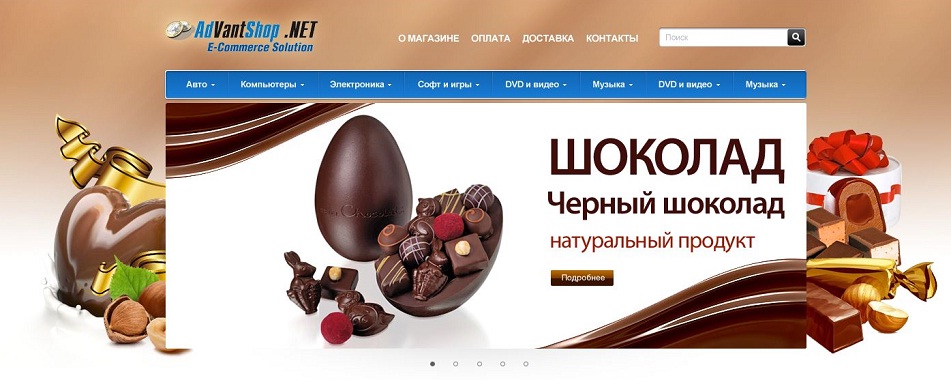 AdVantShop .NET
E-Commerce Solution
О МАГАЗИНЕ ОПЛАТА ДОСТАВКА КОНТАКТЫ
Поиск
Авто Компьютеры Электроника Софт и игры DVD и видео Музыка DVD и видео Музыка
ШОКОЛАД
Черный шоколад
натуральный продукт
Подробнее